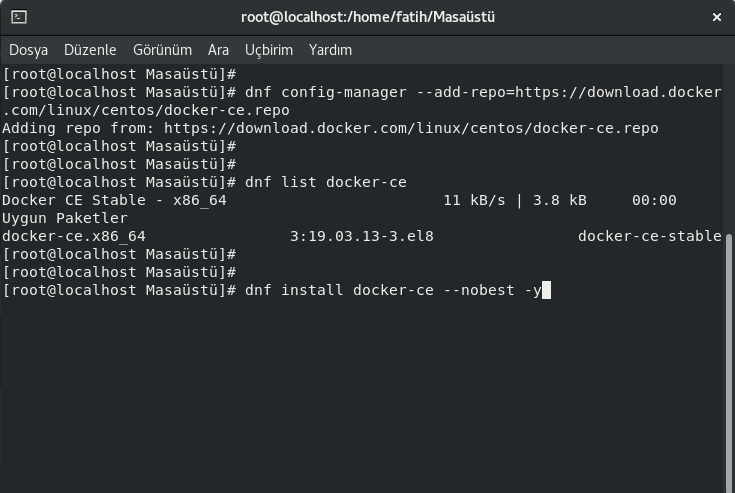 root@localhost:/home/fatih/Masaüstü
Dosya Düzenle Görünüm Ara Uçbirim Yardım
[root@localhost Masaüstü]#
[root@localhost Masaüstü]# dnf config-manager --add-repo=https://download.docker
.com/linux/centos/docker-ce.repo
Adding repo from: https://download.docker.com/linux/centos/docker-ce.repo
[root@localhost Masaüstü]#
[root@localhost Masaüstü]#
[root@localhost Masaüstü]# dnf list docker-ce
Docker CE Stable - x86_64 11 kB/s | 3.8 kB 00:00
Uygun Paketler
docker-ce.x86_64 3:19.03.13-3.el8 docker-ce-stable
[root@localhost Masaüstü]#
[root@localhost Masaüstü]#
[root@localhost Masaüstü]# dnf install docker-ce --nobest -y